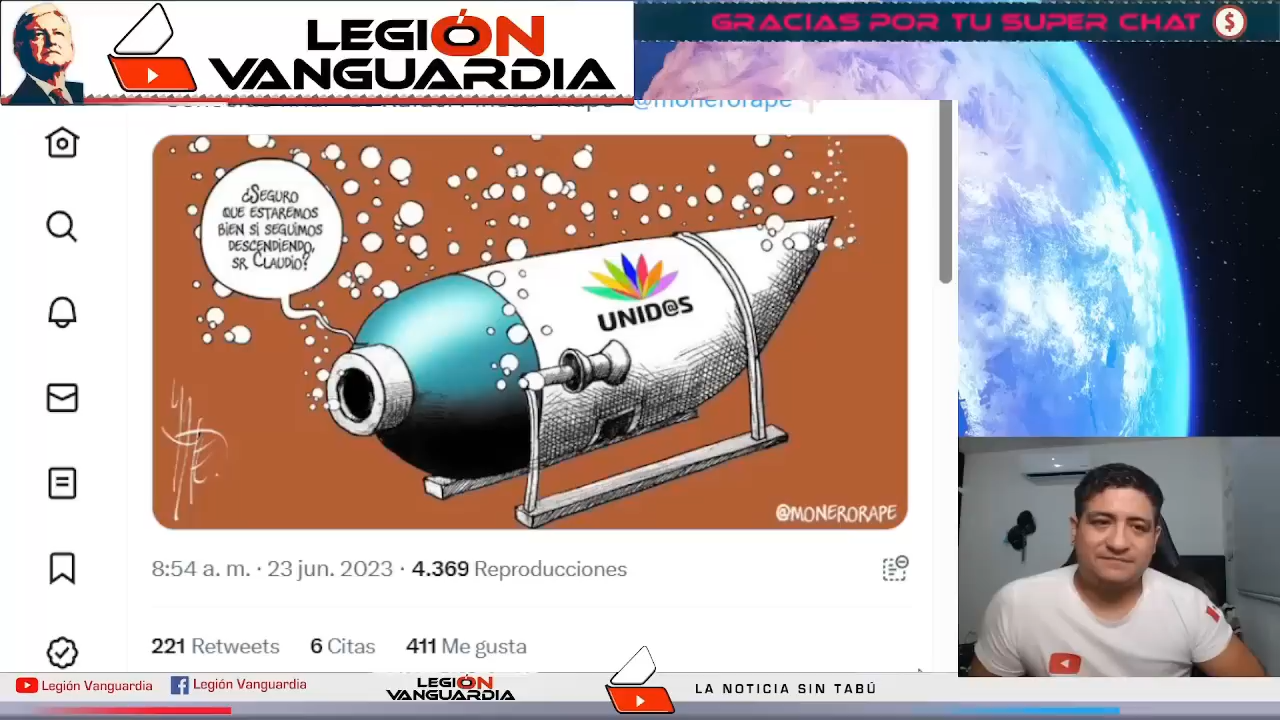 LEGIÓN
VANGUARDIA
GRACIAS POR TU SUPER CHAT
$
@monerorape
¿SEGURO
QUE ESTAREMOS
BIEN SI SEGUIMOS
DESCENDIENDO,
SR. CLAUDIO?
UNID@S
@MONERORAPE
8:54 a. m. · 23 jun. 2023 · 4.369 Reproducciones
221 Retweets 6 Citas 411 Me gusta
Legión Vanguardia
Legión Vanguardia
LEGIÓN
VANGUARDIA
LA NOTICIA SIN TABÚ